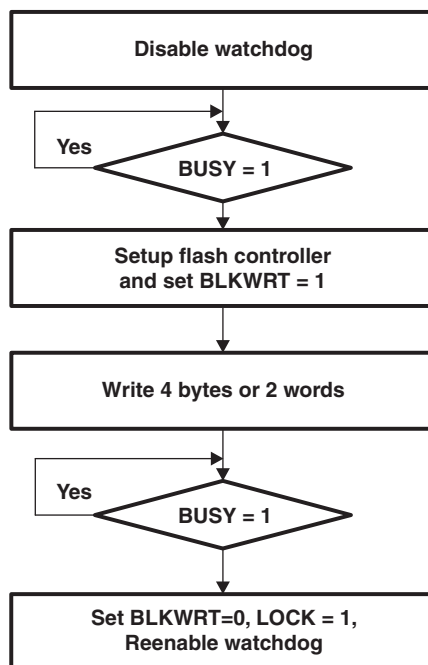 Disable watchdog
Yes
BUSY = 1
Setup flash controller
and set BLKWRT = 1
Write 4 bytes or 2 words
Yes
BUSY = 1
Set BLKWRT=0, LOCK = 1,
Reenable watchdog